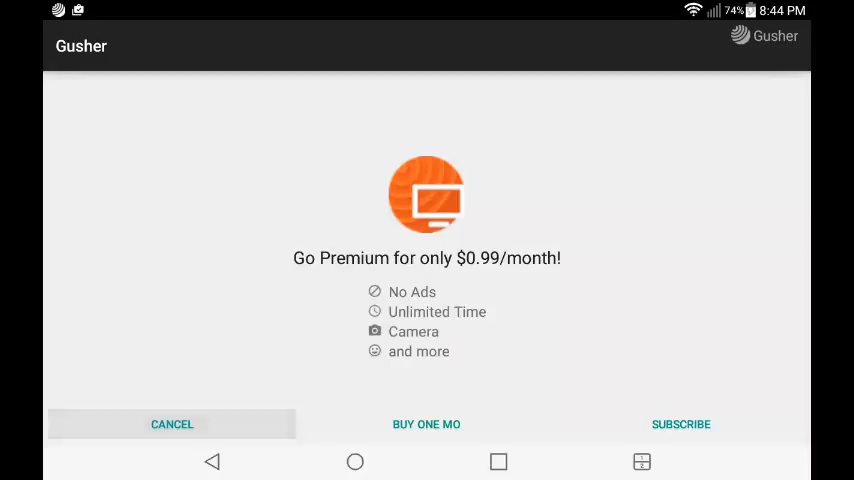 74% 8:44 PM
Gusher
Gusher
Go Premium for only $0.99/month!
No Ads
Unlimited Time
Camera
and more
CANCEL BUY ONE MO SUBSCRIBE